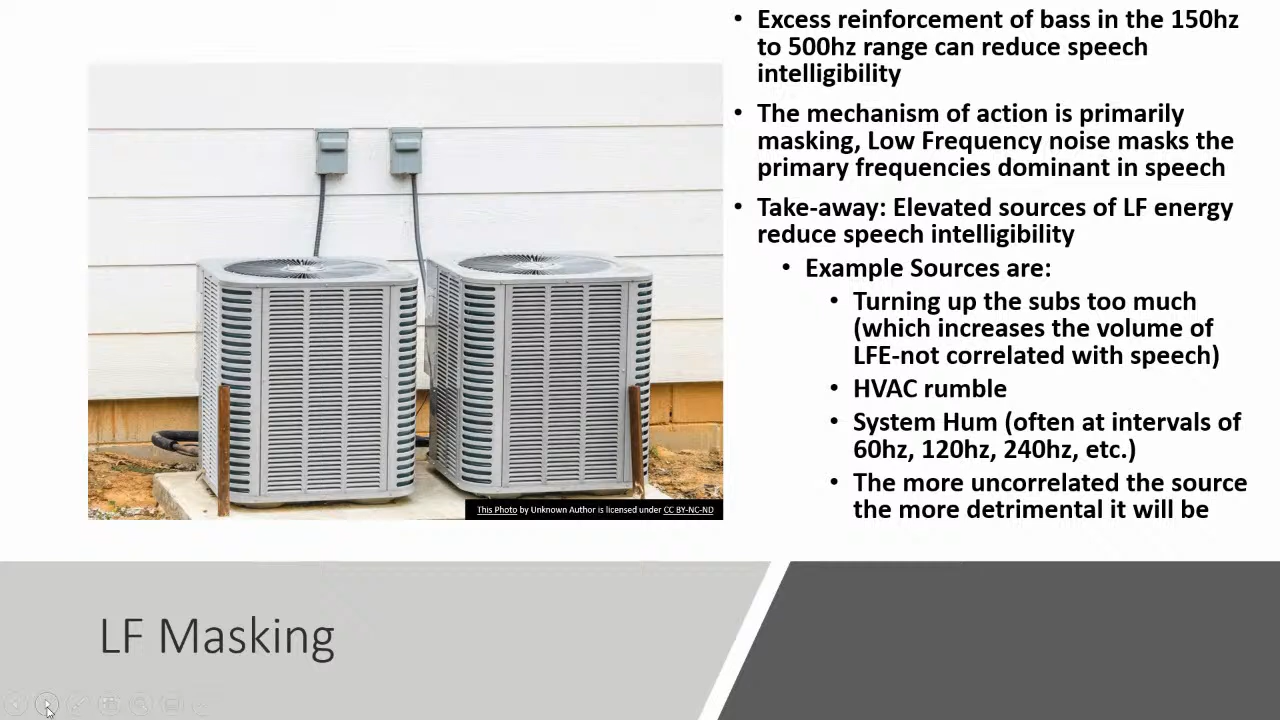 • Excess reinforcement of bass in the 150hz
to 500hz range can reduce speech
intelligibility
• The mechanism of action is primarily
masking, Low Frequency noise masks the
primary frequencies dominant in speech
• Take-away: Elevated sources of LF energy
reduce speech intelligibility
• Example Sources are:
• Turning up the subs too much
(which increases the volume of
LFE-not correlated with speech)
• HVAC rumble
• System Hum (often at intervals of
60hz, 120hz, 240hz, etc.)
• The more uncorrelated the source
the more detrimental it will be
This Photo by Unknown Author is licensed under CC BY-NC-ND
LF Masking